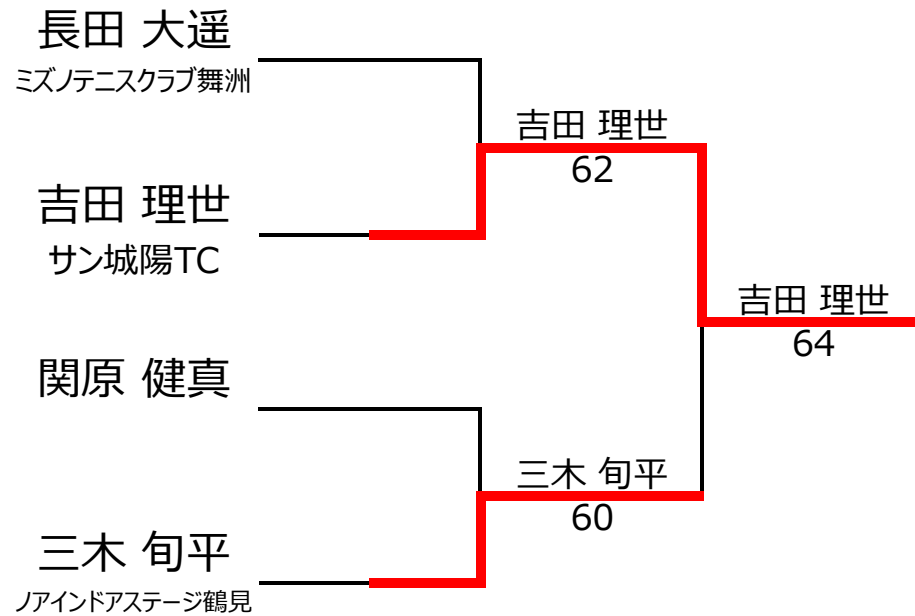 長田 大遥
ミズノテニスクラブ舞洲
吉田 理世
62
吉田 理世
サン城陽TC
吉田 理世
64
関原 健真
三木 旬平
60
三木 旬平
ノアインドアステージ鶴見